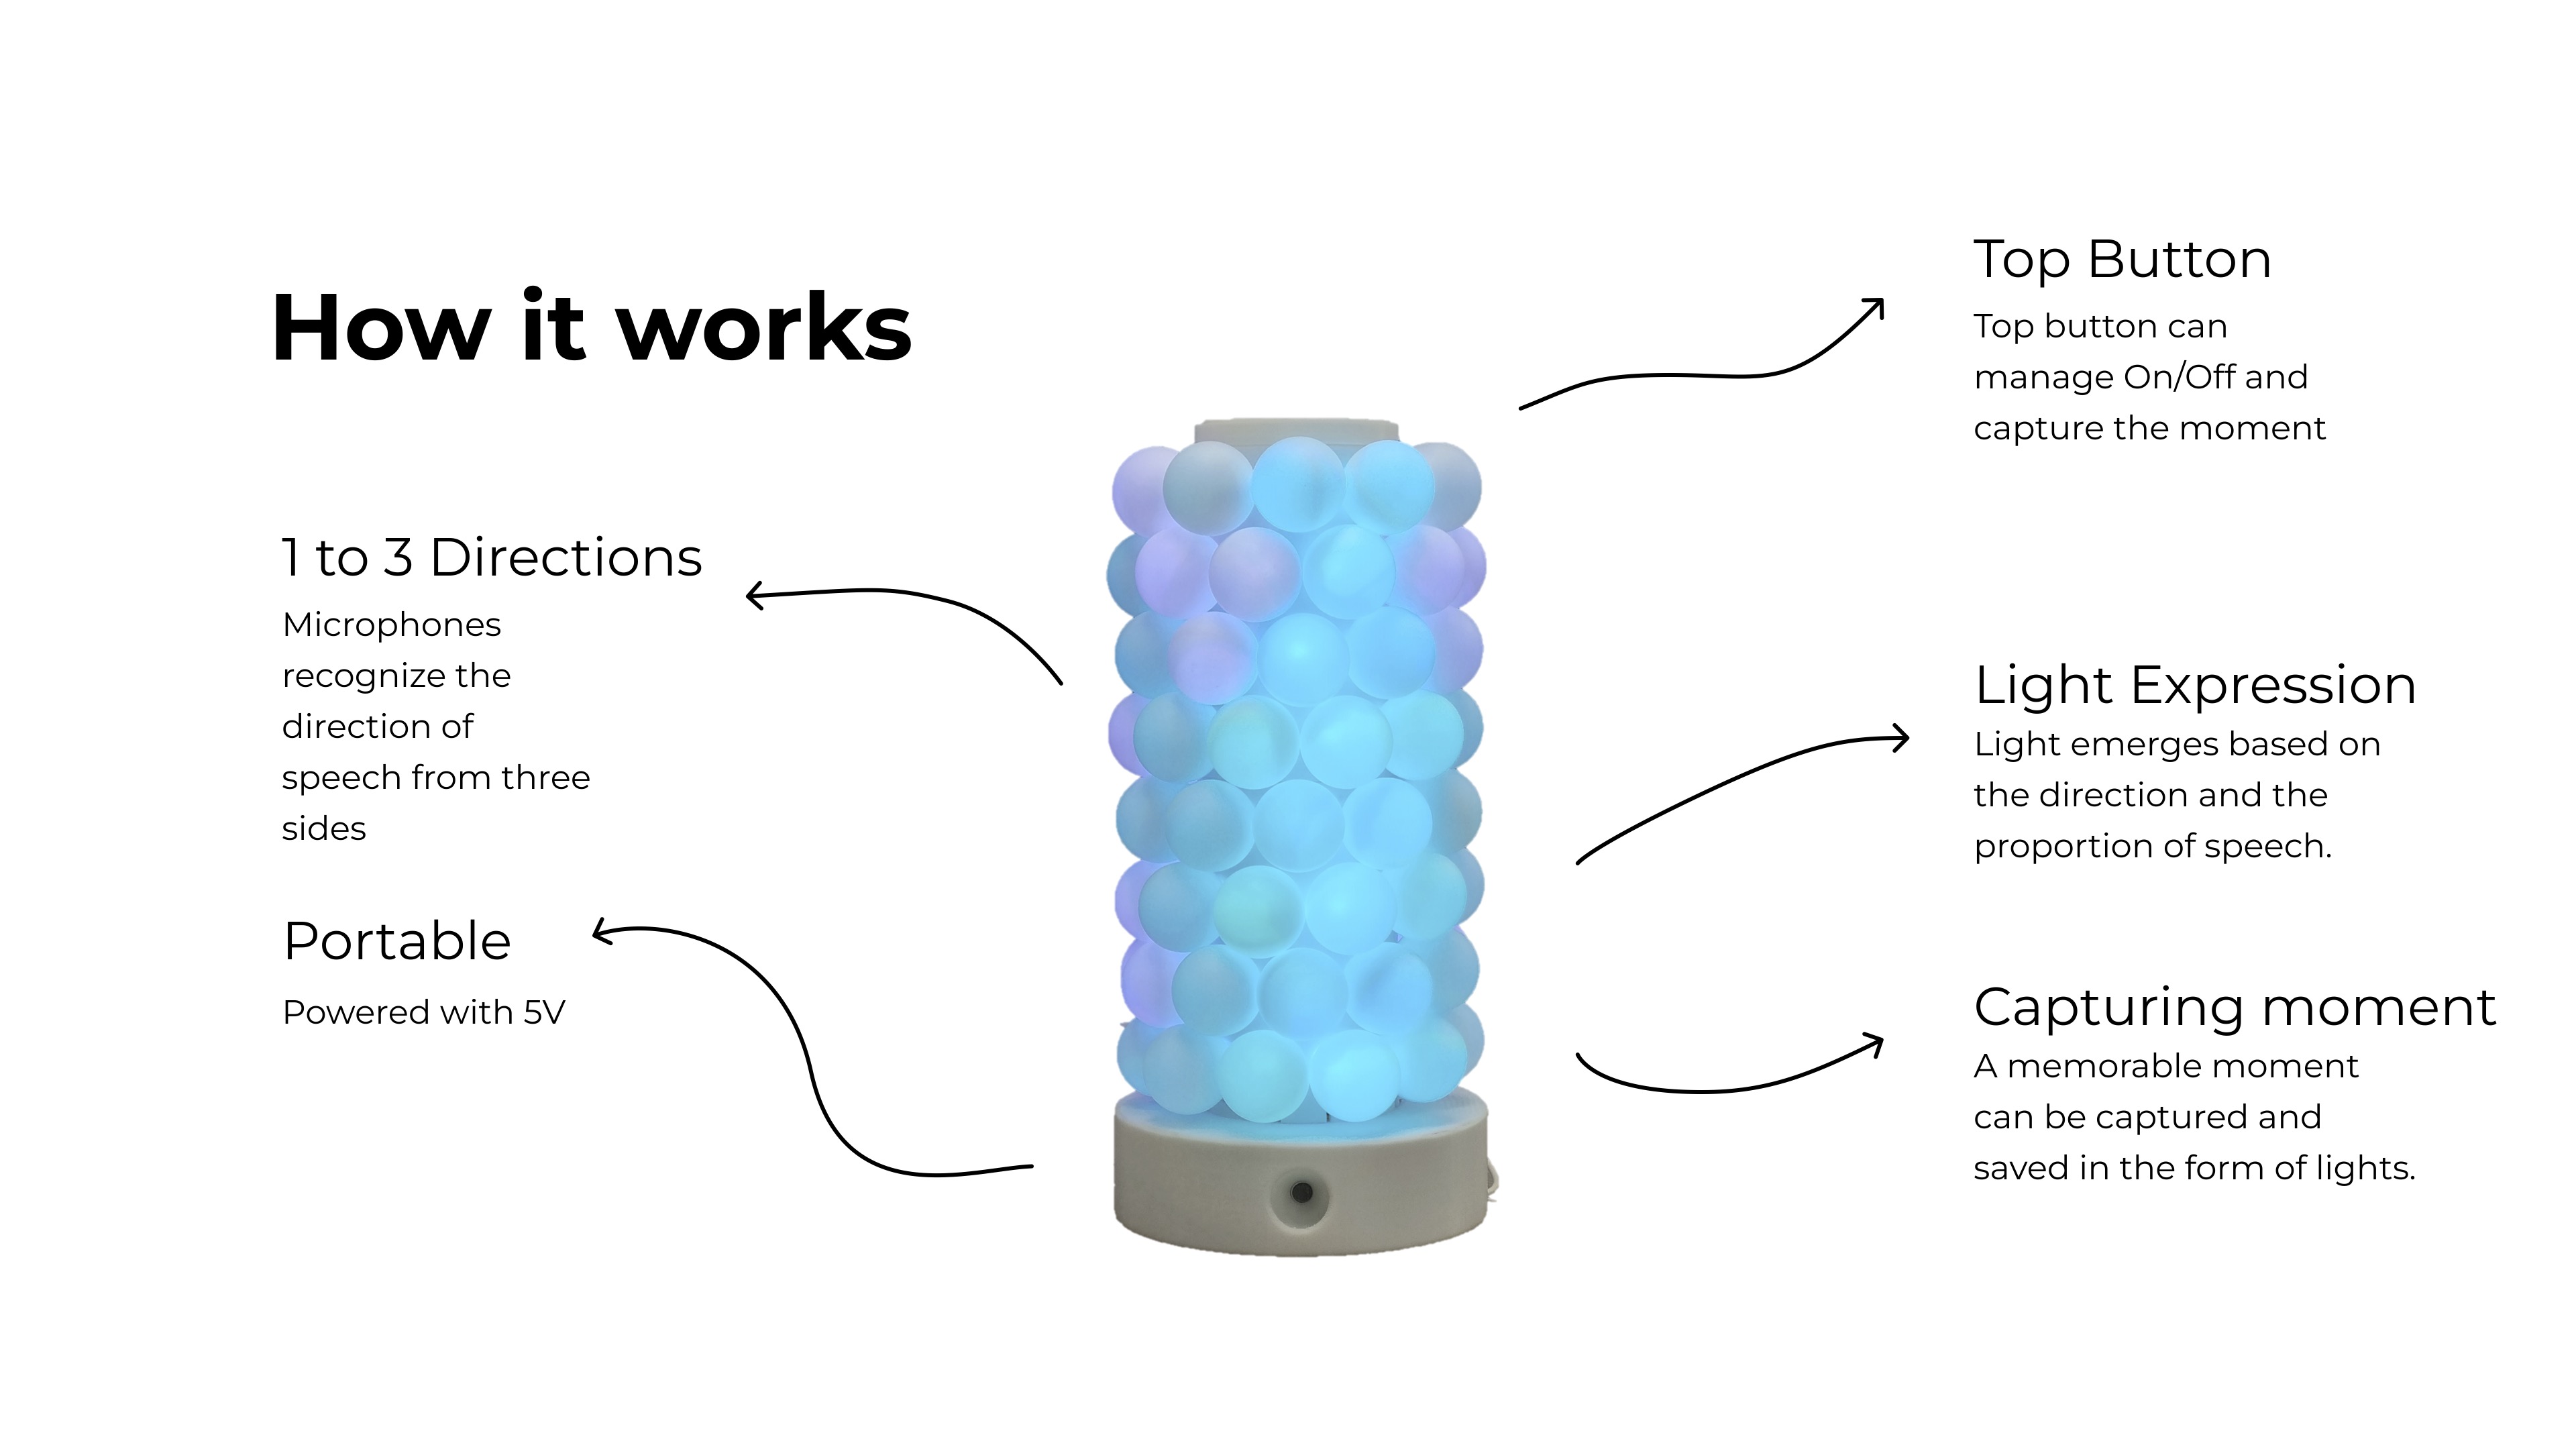 How it works
1 to 3 Directions
Microphones
recognize the
direction of
speech from three
sides
Portable
Powered with 5V
Top Button
Top button can
manage On/Off and
capture the moment
Light Expression
Light emerges based on
the direction and the
proportion of speech.
Capturing moment
A memorable moment
can be captured and
saved in the form of lights.